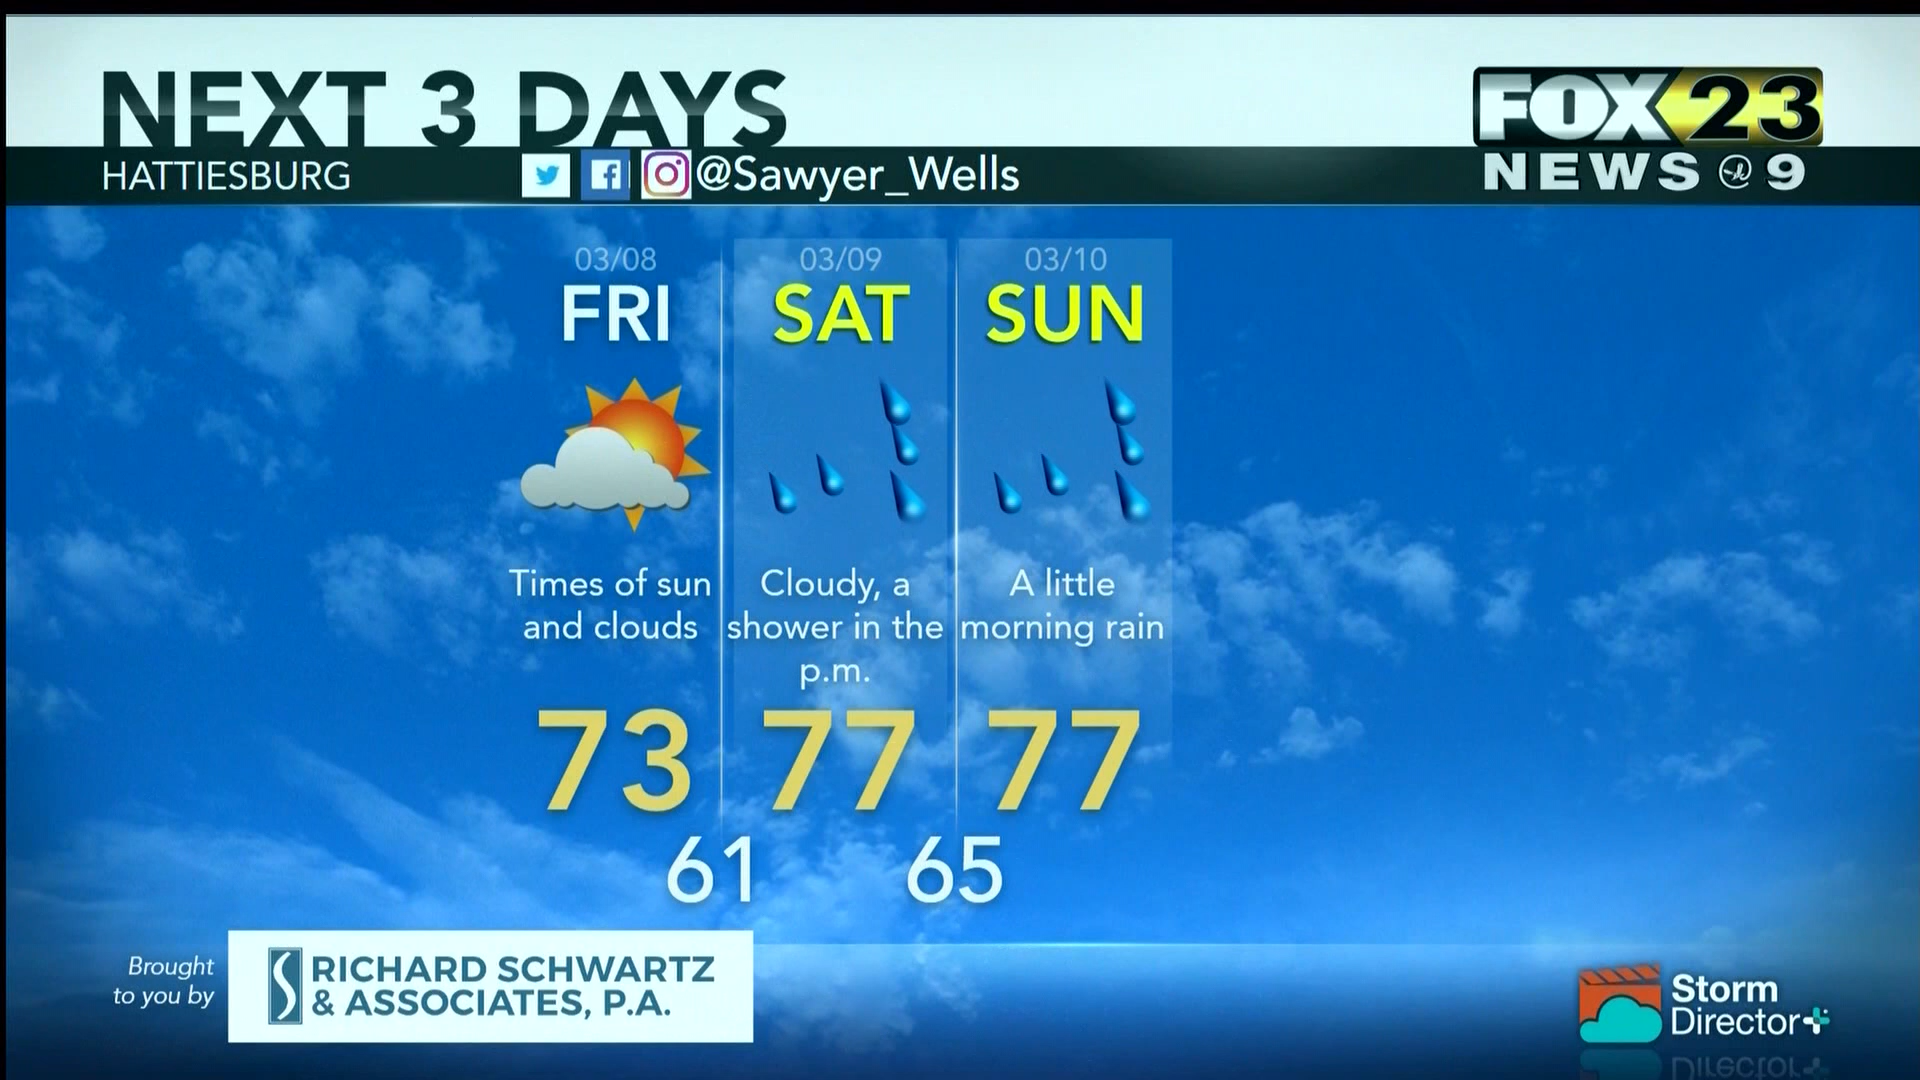 NEXT 3 DAYS
FOX 23
NEWS @ 9
HATTIESBURG
@Sawyer_Wells
03/08
FRI
Times of sun
and clouds
73
03/09
SAT
Cloudy, a
shower in the
p.m.
77
03/10
SUN
A little
morning rain
77
61
65
Brought
to you by
RICHARD SCHWARTZ
& ASSOCIATES, P.A.
Storm
Director+